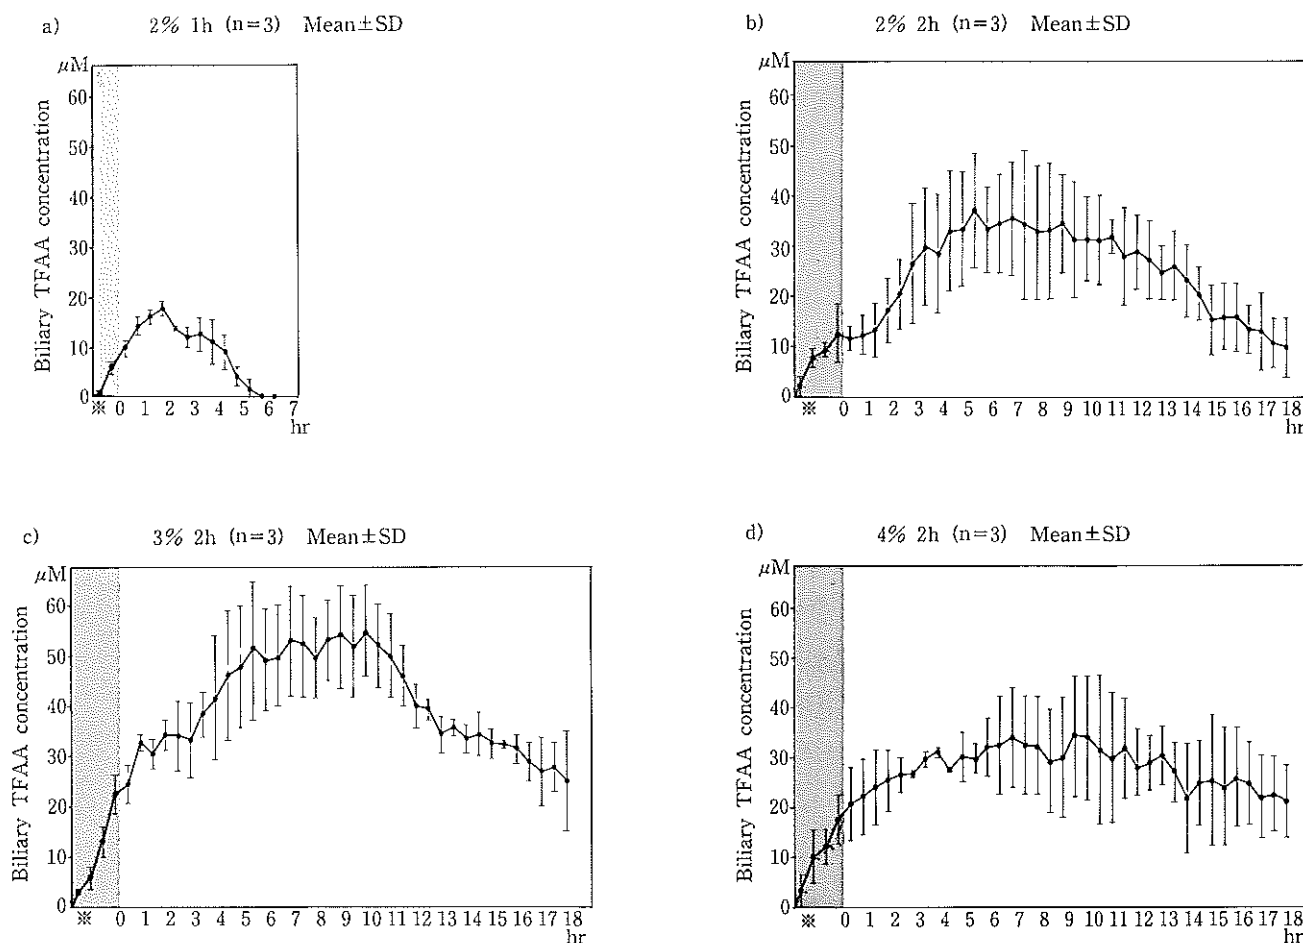 a) 2% 1h (n=3) Mean±SD
μM
Biliary TFAA concentration
60
50
40
30
20
10
0
※ 0 1 2 3 4 5 6 7
hr
b) 2% 2h (n=3) Mean±SD
μM
Biliary TFAA concentration
60
50
40
30
20
10
0
※ 0 1 2 3 4 5 6 7 8 9 10 11 12 13 14 15 16 17 18
hr
c) 3% 2h (n=3) Mean±SD
μM
Biliary TFAA concentration
60
50
40
30
20
10
0
※ 0 1 2 3 4 5 6 7 8 9 10 11 12 13 14 15 16 17 18
hr
d) 4% 2h (n=3) Mean±SD
μM
Biliary TFAA concentration
60
50
40
30
20
10
0
※ 0 1 2 3 4 5 6 7 8 9 10 11 12 13 14 15 16 17 18
hr